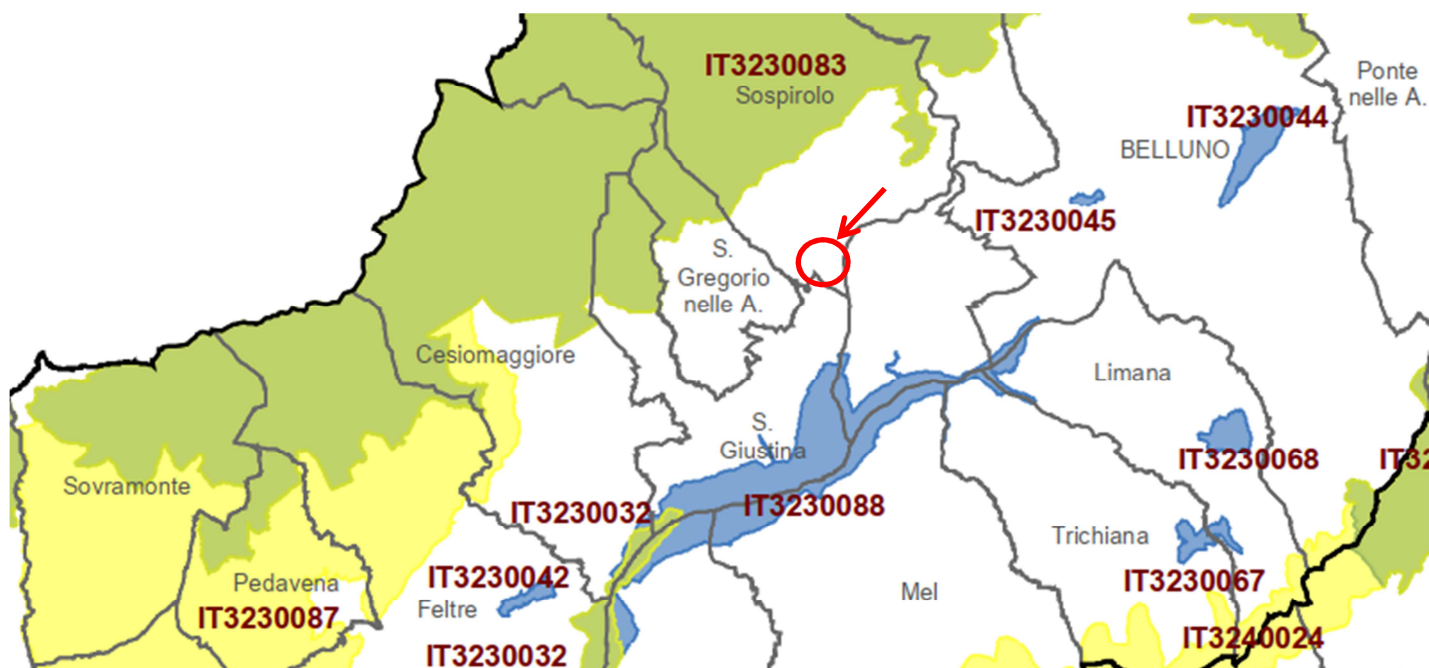 IT3230083
Sospirolo
Ponte
nelle A.
IT3230044
BELLUNO
IT3230045
S.
Gregorio
nelle A.
Cesiomaggiore
Limana
S.
Giustina
IT3230068
IT32
Sovramonte
IT3230032
IT3230088
Trichiana
IT3230042
Pedavena
Feltre
Mel
IT3230067
IT3230087
IT3240024
IT3230032